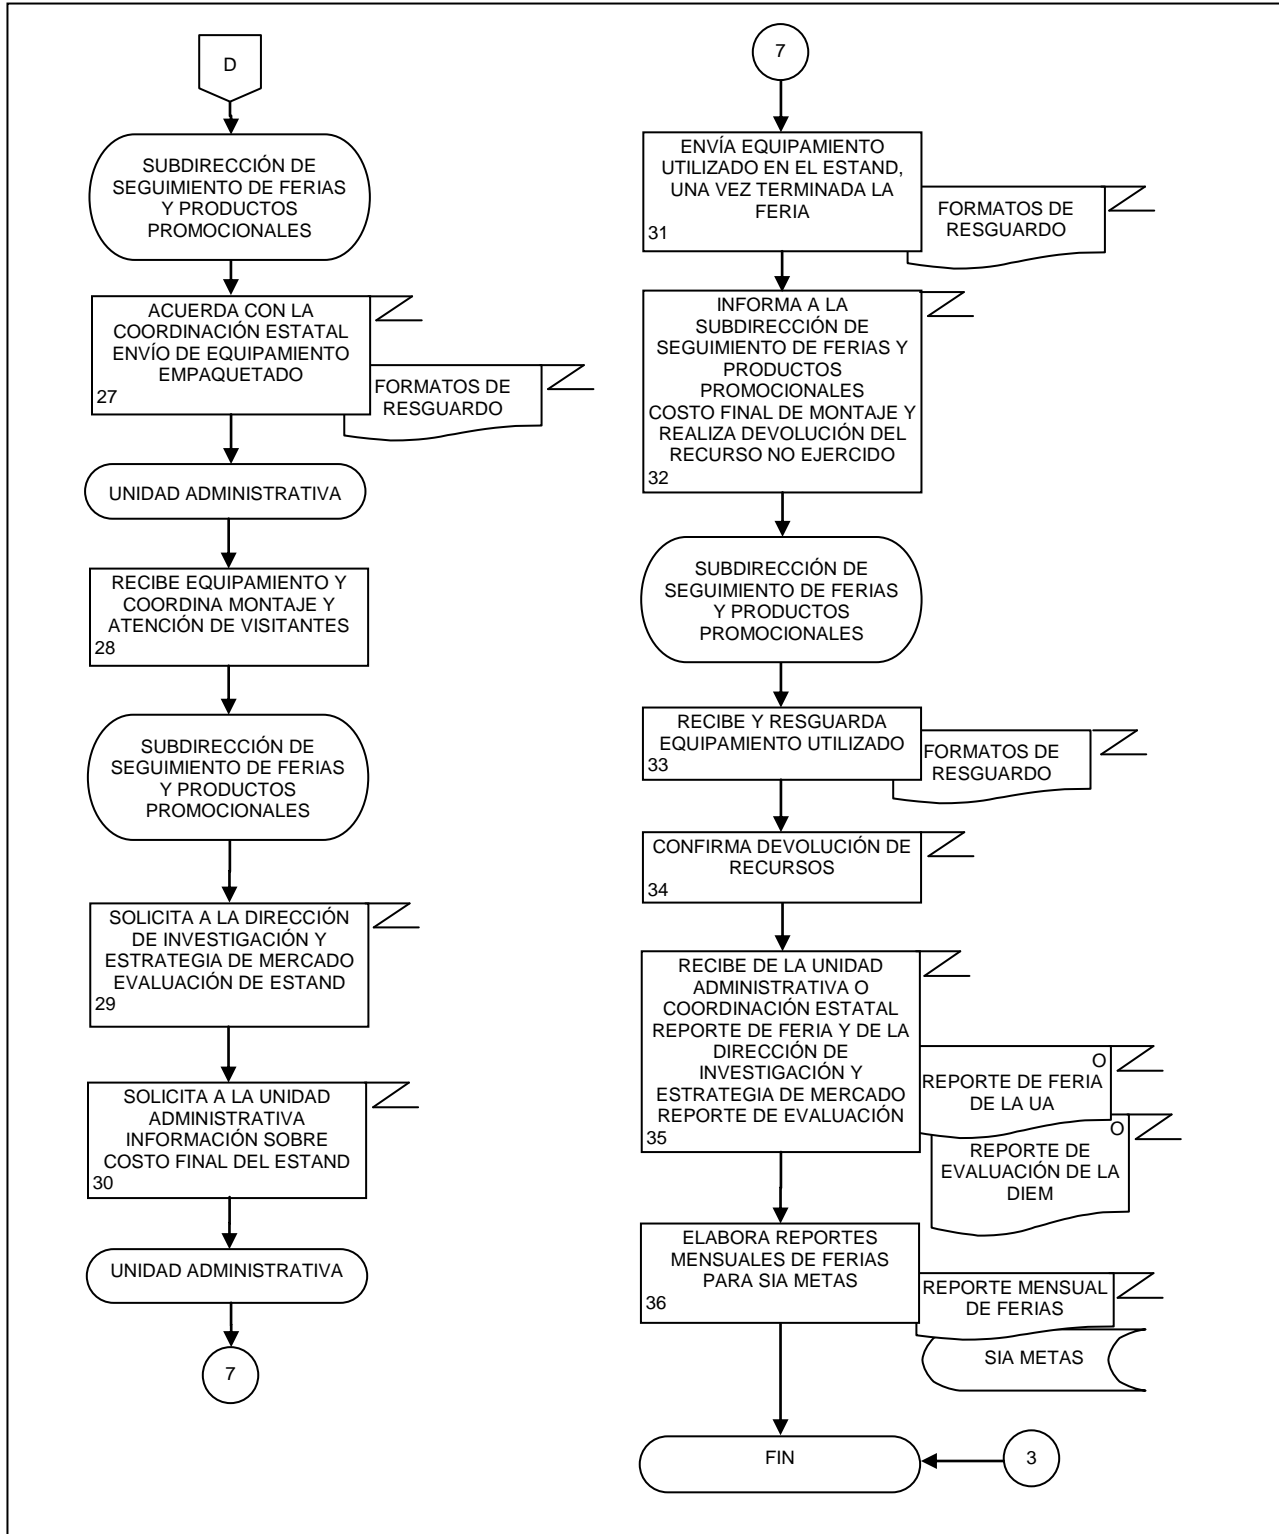 D
SUBDIRECCIÓN DE
SEGUIMIENTO DE FERIAS
Y PRODUCTOS
PROMOCIONALES
ACUERDA CON LA
COORDINACIÓN ESTATAL
ENVÍO DE EQUIPAMIENTO
EMPAQUETADO
27
FORMATOS DE
RESGUARDO
UNIDAD ADMINISTRATIVA
RECIBE EQUIPAMIENTO Y
COORDINA MONTAJE Y
ATENCIÓN DE VISITANTES
28
SUBDIRECCIÓN DE
SEGUIMIENTO DE FERIAS
Y PRODUCTOS
PROMOCIONALES
SOLICITA A LA DIRECCIÓN
DE INVESTIGACIÓN Y
ESTRATEGIA DE MERCADO
EVALUACIÓN DE ESTAND
29
SOLICITA A LA UNIDAD
ADMINISTRATIVA
INFORMACIÓN SOBRE
COSTO FINAL DEL ESTAND
30
UNIDAD ADMINISTRATIVA
7
7
ENVÍA EQUIPAMIENTO
UTILIZADO EN EL ESTAND,
UNA VEZ TERMINADA LA
FERIA
31
FORMATOS DE
RESGUARDO
INFORMA A LA
SUBDIRECCIÓN DE
SEGUIMIENTO DE FERIAS Y
PRODUCTOS
PROMOCIONALES
COSTO FINAL DE MONTAJE Y
REALIZA DEVOLUCIÓN DEL
RECURSO NO EJERCIDO
32
SUBDIRECCIÓN DE
SEGUIMIENTO DE FERIAS
Y PRODUCTOS
PROMOCIONALES
RECIBE Y RESGUARDA
EQUIPAMIENTO UTILIZADO
33
FORMATOS DE
RESGUARDO
CONFIRMA DEVOLUCIÓN DE
RECURSOS
34
RECIBE DE LA UNIDAD
ADMINISTRATIVA O
COORDINACIÓN ESTATAL
REPORTE DE FERIA Y DE LA
DIRECCIÓN DE
INVESTIGACIÓN Y
ESTRATEGIA DE MERCADO
REPORTE DE EVALUACIÓN
35
O
REPORTE DE FERIA
DE LA UA
O
REPORTE DE
EVALUACIÓN DE LA
DIEM
ELABORA REPORTES
MENSUALES DE FERIAS
PARA SIA METAS
36
REPORTE MENSUAL
DE FERIAS
SIA METAS
FIN
3